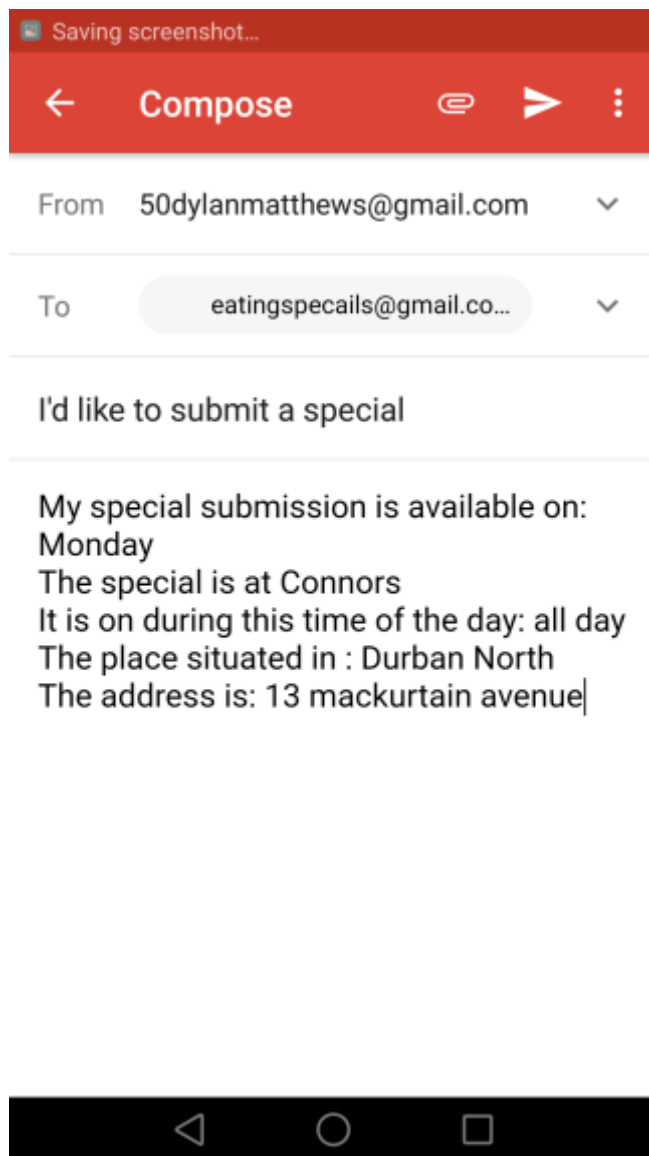 Saving screenshot...
Compose
From 50dylanmatthews@gmail.com
To eatingspecails@gmail.co...
I'd like to submit a special
My special submission is available on:
Monday
The special is at Connors
It is on during this time of the day: all day
The place situated in : Durban North
The address is: 13 mackurtain avenue